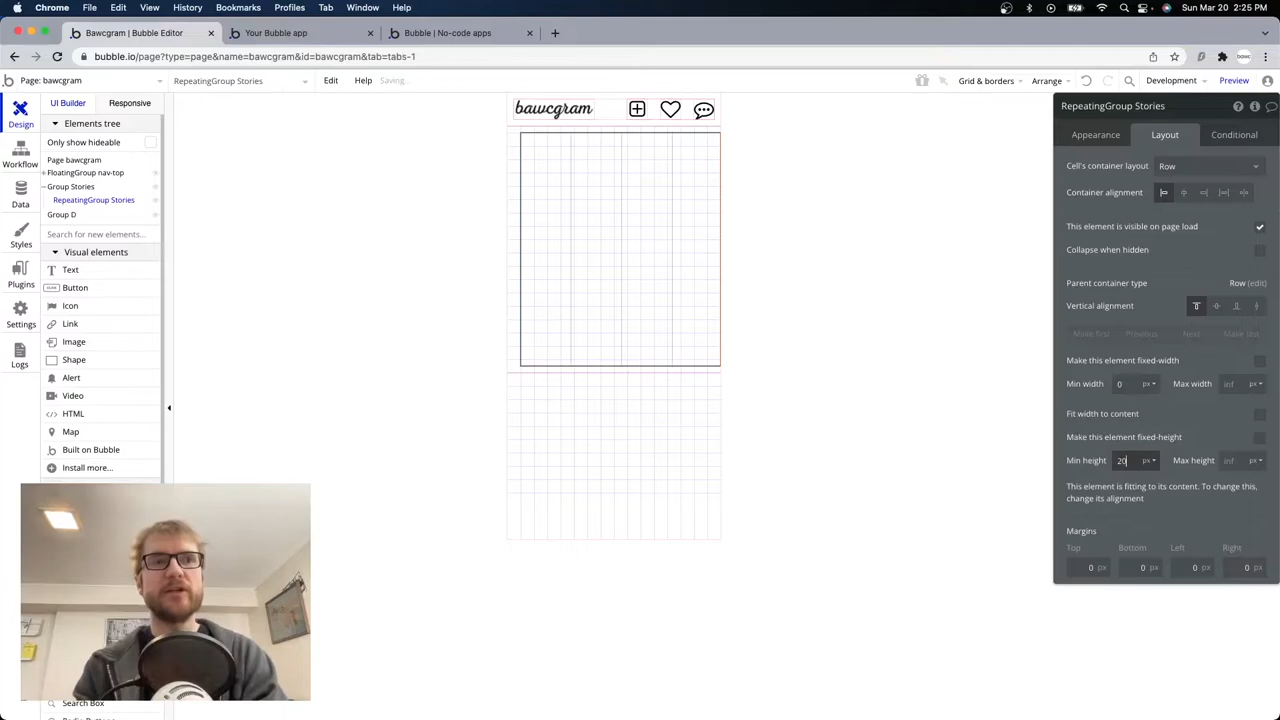 Chrome File Edit View History Bookmarks Profiles Tab Window Help Sun Mar 20 2:25 PM
Bawcgram | Bubble Editor Your Bubble app Bubble | No-code apps
bubble.io/page?type=page&name=bawcgram&id=bawcgram&tab=tabs-1
Page: bawcgram RepeatingGroup Stories Edit Help Saving... Grid & borders Arrange Development Preview
Design
Workflow
Data
Styles
Plugins
Settings
Logs
UI Builder Responsive
Elements tree
Only show hideable
Page bawcgram
FloatingGroup nav-top
Group Stories
RepeatingGroup Stories
Group D
Search for new elements...
Visual elements
Text
Button
Icon
Link
Image
Shape
Alert
Video
HTML
Map
Built on Bubble
Install more...
Search Box
bawcgram
RepeatingGroup Stories
Appearance Layout Conditional
Cell's container layout Row
Container alignment
This element is visible on page load
Collapse when hidden
Parent container type Row (edit)
Vertical alignment
Make first Previous Next Make last
Make this element fixed-width
Min width 0 px Max width inf px
Fit width to content
Make this element fixed-height
Min height 20 px Max height inf px
This element is fitting to its content. To change this,
change its alignment
Margins
Top Bottom Left Right
0 px 0 px 0 px 0 px